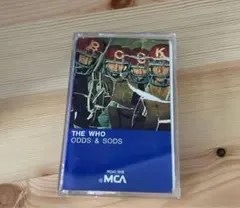 R O C K
THE WHO
ODDS & SODS
MCA